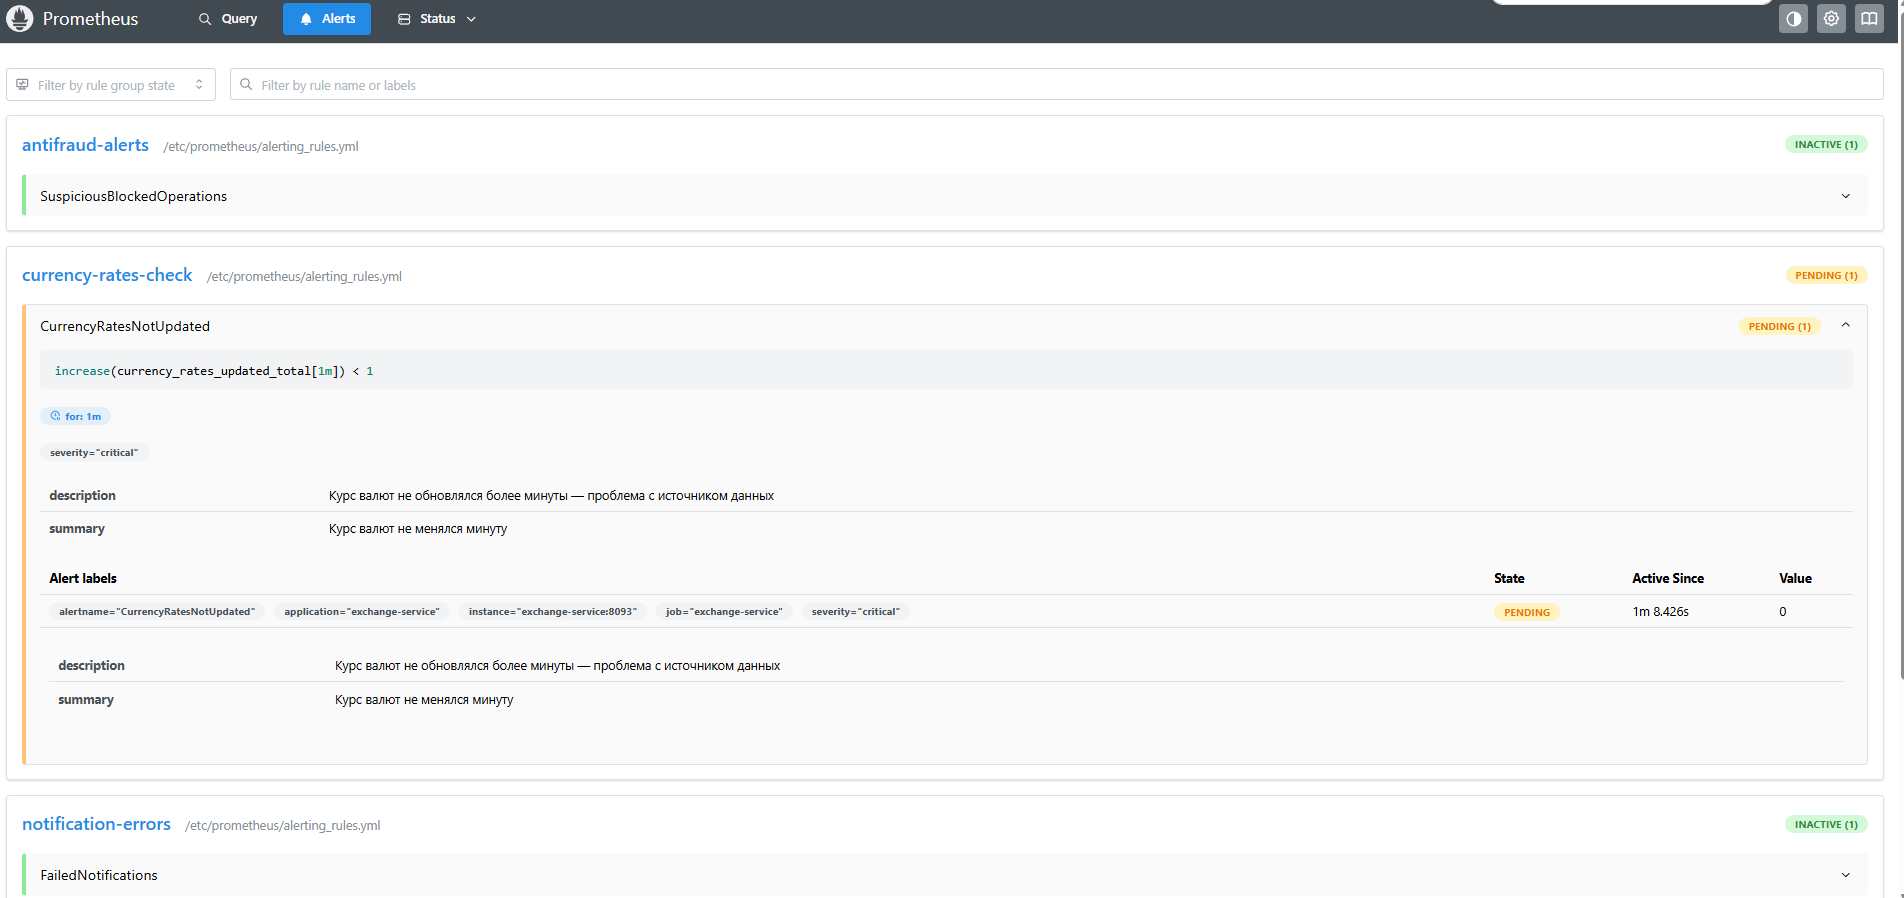 Prometheus Query Alerts Status
Filter by rule group state Filter by rule name or labels
antifraud-alerts /etc/prometheus/alerting_rules.yml INACTIVE (1)
SuspiciousBlockedOperations
currency-rates-check /etc/prometheus/alerting_rules.yml PENDING (1)
CurrencyRatesNotUpdated PENDING (1)
increase(currency_rates_updated_total[1m]) < 1
for: 1m
severity="critical"
description Курс валют не обновлялся более минуты — проблема с источником данных
summary Курс валют не менялся минуту
Alert labels State Active Since Value
alertname="CurrencyRatesNotUpdated" application="exchange-service" instance="exchange-service:8093" job="exchange-service" severity="critical" PENDING 1m 8.426s 0
description Курс валют не обновлялся более минуты — проблема с источником данных
summary Курс валют не менялся минуту
notification-errors /etc/prometheus/alerting_rules.yml INACTIVE (1)
FailedNotifications